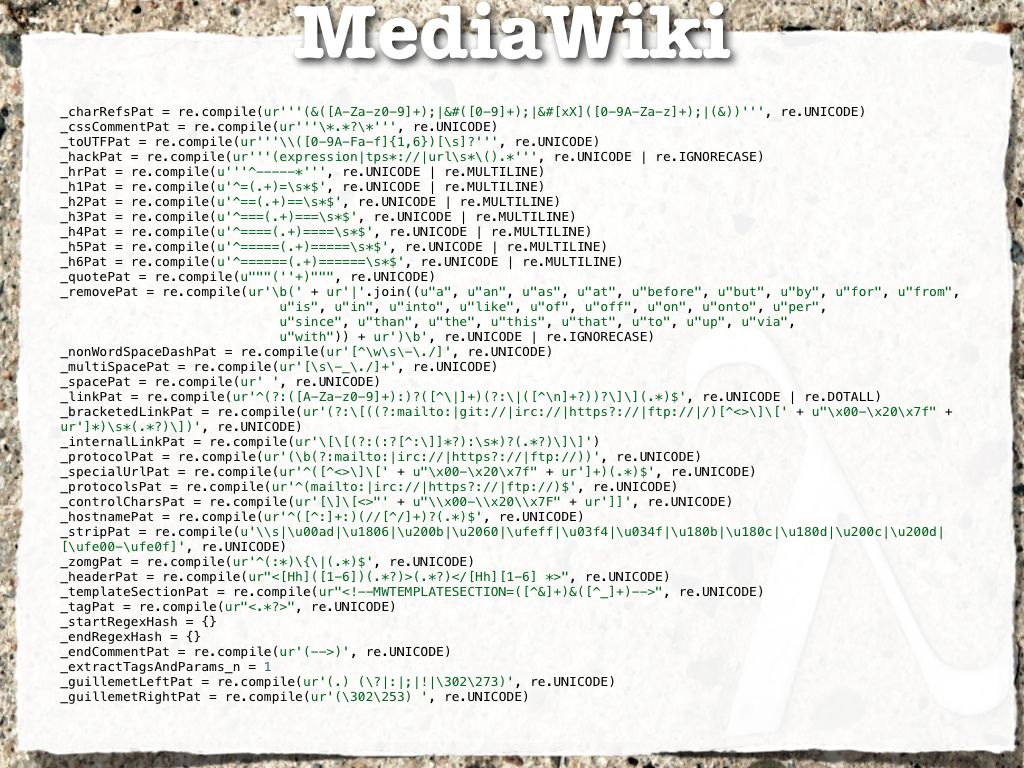 MediaWiki
_charRefsPat = re.compile(ur'''(&([A-Za-z0-9]+);|&#([0-9]+);|&#[xX]([0-9A-Za-z]+);|(&))''', re.UNICODE)
_cssCommentPat = re.compile(ur'''\*.*?\*''', re.UNICODE)
_toUTFPat = re.compile(ur'''\\([0-9A-Fa-f]{1,6})[\s]?''', re.UNICODE)
_hackPat = re.compile(ur'''(expression|tps*://|url\s*\().*''', re.UNICODE | re.IGNORECASE)
_hrPat = re.compile(u'''^-----*''', re.UNICODE | re.MULTILINE)
_h1Pat = re.compile(u'^=(.+)=\s*$', re.UNICODE | re.MULTILINE)
_h2Pat = re.compile(u'^==(.+)==\s*$', re.UNICODE | re.MULTILINE)
_h3Pat = re.compile(u'^===(.+)===\s*$', re.UNICODE | re.MULTILINE)
_h4Pat = re.compile(u'^====(.+)====\s*$', re.UNICODE | re.MULTILINE)
_h5Pat = re.compile(u'^=====(.+)=====\s*$', re.UNICODE | re.MULTILINE)
_h6Pat = re.compile(u'^======(.+)======\s*$', re.UNICODE | re.MULTILINE)
_quotePat = re.compile(u"""(''+)""", re.UNICODE)
_removePat = re.compile(ur'\b(' + ur'|'.join((u"a", u"an", u"as", u"at", u"before", u"but", u"by", u"for", u"from",
u"is", u"in", u"into", u"like", u"of", u"off", u"on", u"onto", u"per",
u"since", u"than", u"the", u"this", u"that", u"to", u"up", u"via",
u"with")) + ur')\b', re.UNICODE | re.IGNORECASE)
_nonWordSpaceDashPat = re.compile(ur'[^\w\s\-\./]', re.UNICODE)
_multiSpacePat = re.compile(ur'[\s\-_\./]+', re.UNICODE)
_spacePat = re.compile(ur' ', re.UNICODE)
_linkPat = re.compile(ur'^(?:([A-Za-z0-9]+):)?([^\|]+)(?:\|([^\n]+?))?\]\](.*)$', re.UNICODE | re.DOTALL)
_bracketedLinkPat = re.compile(ur'(?:\[((?:mailto:|git://|irc://|https?://|ftp://|/)[^<>\]\[' + u"\x00-\x20\x7f" +
ur']*)\s*(.*?)\])', re.UNICODE)
_internalLinkPat = re.compile(ur'\[\[(?:(:?[^:\]]*?):\s*)?(.*?)\]\]')
_protocolPat = re.compile(ur'(\b(?:mailto:|irc://|https?://|ftp://))', re.UNICODE)
_specialUrlPat = re.compile(ur'^([^<>\]\[' + u"\x00-\x20\x7f" + ur']+)(.*)$', re.UNICODE)
_protocolsPat = re.compile(ur'^(mailto:|irc://|https?://|ftp://)$', re.UNICODE)
_controlCharsPat = re.compile(ur'[\]\[<>"' + u"\\x00-\\x20\\x7F" + ur']]', re.UNICODE)
_hostnamePat = re.compile(ur'^([^:]+:)(//[^/]+)?(.*)$', re.UNICODE)
_stripPat = re.compile(u'\\s|\u00ad|\u1806|\u200b|\u2060|\ufeff|\u03f4|\u034f|\u180b|\u180c|\u180d|\u200c|\u200d|
[\ufe00-\ufe0f]', re.UNICODE)
_zomgPat = re.compile(ur'^(:*)\{\|(.*)$', re.UNICODE)
_headerPat = re.compile(ur"<[Hh]([1-6])(.*?)>(.*?)</[Hh][1-6] *>", re.UNICODE)
_templateSectionPat = re.compile(ur"<!--MWTEMPLATESECTION=([^&]+)&([^_]+)-->", re.UNICODE)
_tagPat = re.compile(ur"<.*?>", re.UNICODE)
_startRegexHash = {}
_endRegexHash = {}
_endCommentPat = re.compile(ur'(-->)', re.UNICODE)
_extractTagsAndParams_n = 1
_guillemetLeftPat = re.compile(ur'(.) (\?|:|;|!|\302\273)', re.UNICODE)
_guillemetRightPat = re.compile(ur'(\302\253) ', re.UNICODE)